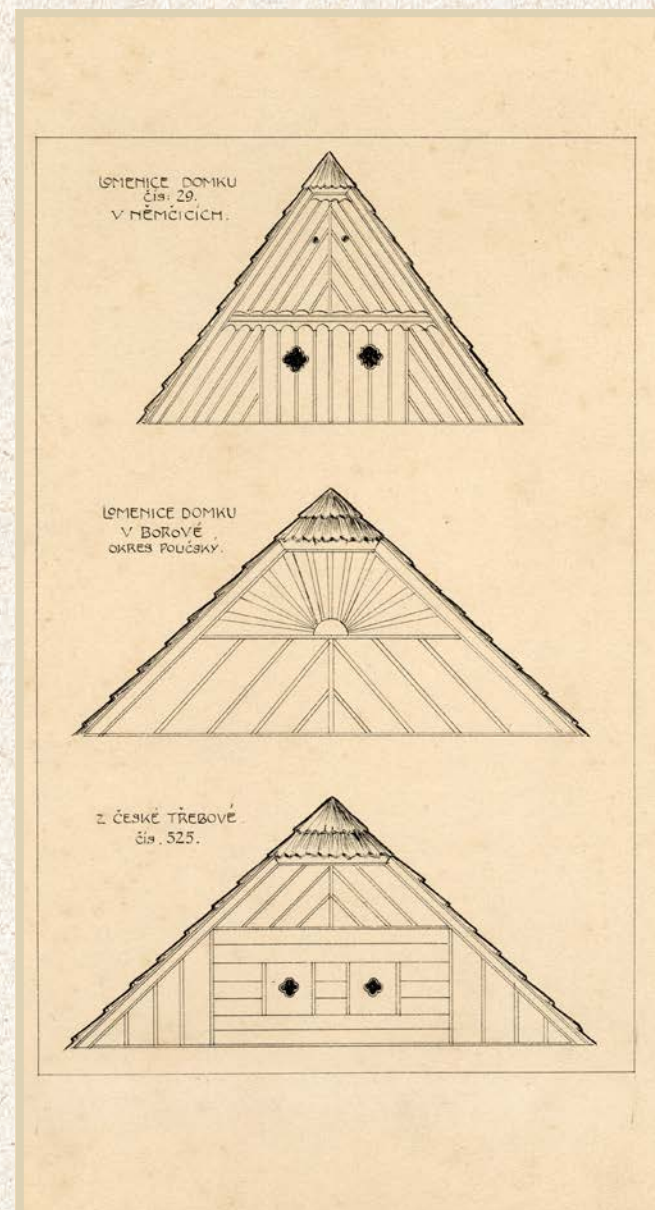 LOMENICE DOMKU
čís: 29.
V NĚMČICÍCH.
LOMENICE DOMKU
V BOROVÉ
OKRES POLIČSKÝ.
Z ČESKÉ TŘEBOVÉ
čís. 525.